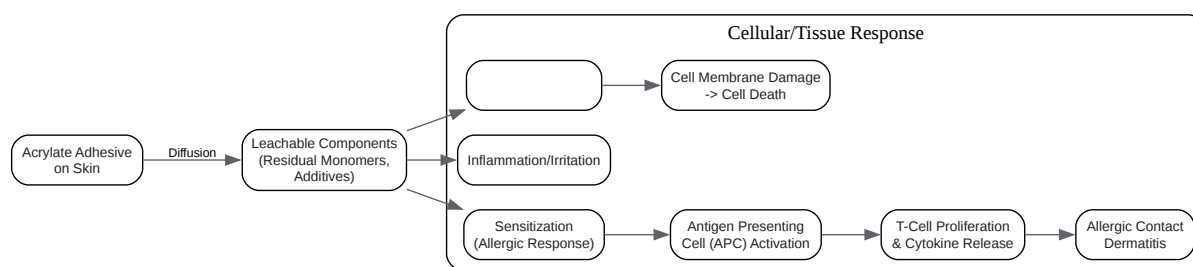 Cellular/Tissue Response
Cell Membrane Damage
-> Cell Death
Acrylate Adhesive
on Skin
Diffusion
Leachable Components
(Residual Monomers,
Additives)
Inflammation/Irritation
Sensitization
(Allergic Response)
Antigen Presenting
Cell (APC) Activation
T-Cell Proliferation
& Cytokine Release
Allergic Contact
Dermatitis